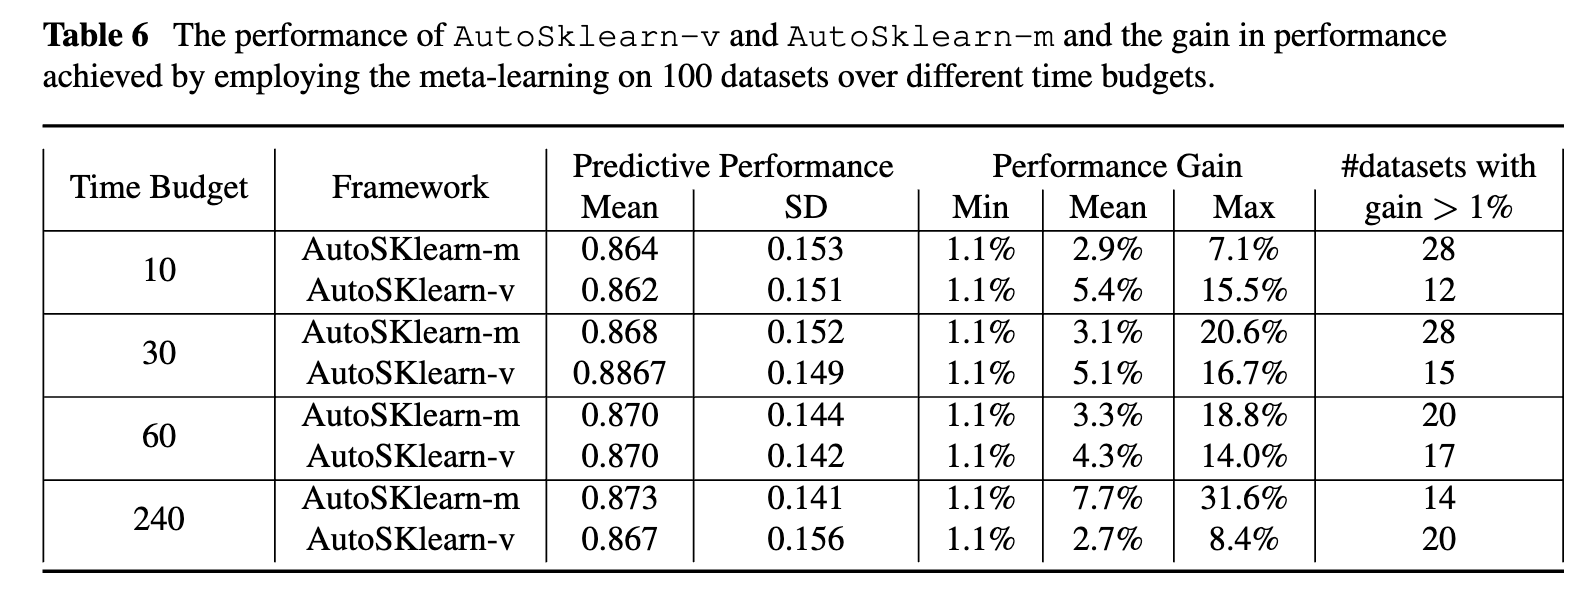 Table 6 The performance of AutoSklearn-v and AutoSklearn-m and the gain in performance
achieved by employing the meta-learning on 100 datasets over different time budgets.
Time Budget Framework Predictive Performance Performance Gain #datasets with
Mean SD Min Mean Max gain > 1%
10 AutoSKlearn-m 0.864 0.153 1.1% 2.9% 7.1% 28
AutoSKlearn-v 0.862 0.151 1.1% 5.4% 15.5% 12
30 AutoSKlearn-m 0.868 0.152 1.1% 3.1% 20.6% 28
AutoSKlearn-v 0.8867 0.149 1.1% 5.1% 16.7% 15
60 AutoSKlearn-m 0.870 0.144 1.1% 3.3% 18.8% 20
AutoSKlearn-v 0.870 0.142 1.1% 4.3% 14.0% 17
240 AutoSKlearn-m 0.873 0.141 1.1% 7.7% 31.6% 14
AutoSKlearn-v 0.867 0.156 1.1% 2.7% 8.4% 20